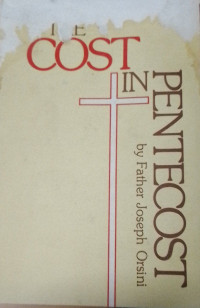 COST
IN
PENTECOST
by Father Joseph Orsini